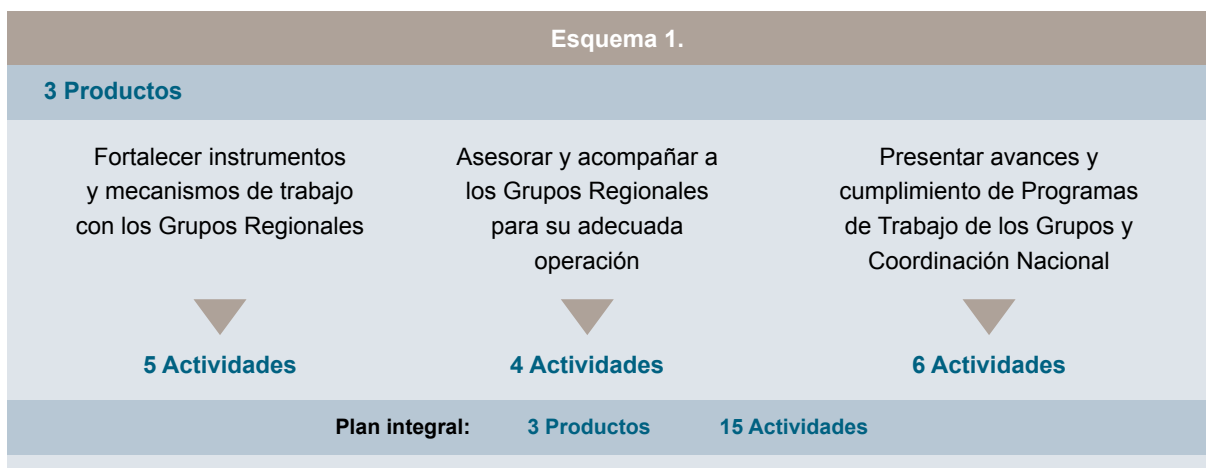 Esquema 1.
3 Productos
Fortalecer instrumentos
y mecanismos de trabajo
con los Grupos Regionales
Asesorar y acompañar a
los Grupos Regionales
para su adecuada
operación
Presentar avances y
cumplimiento de Programas
de Trabajo de los Grupos y
Coordinación Nacional
5 Actividades
4 Actividades
6 Actividades
Plan integral: 3 Productos 15 Actividades